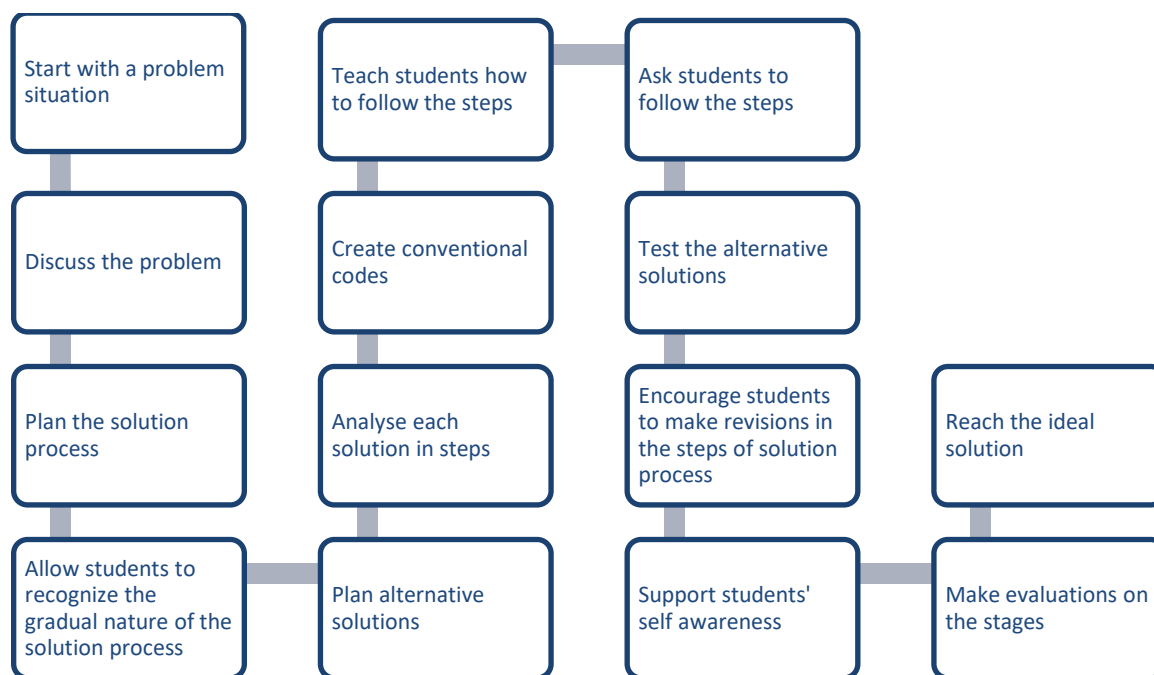 Start with a problem
situation
Discuss the problem
Plan the solution
process
Allow students to
recognize the
gradual nature of the
solution process
Plan alternative
solutions
Analyse each
solution in steps
Create conventional
codes
Teach students how
to follow the steps
Ask students to
follow the steps
Test the alternative
solutions
Encourage students
to make revisions in
the steps of solution
process
Support students'
self awareness
Make evaluations on
the stages
Reach the ideal
solution